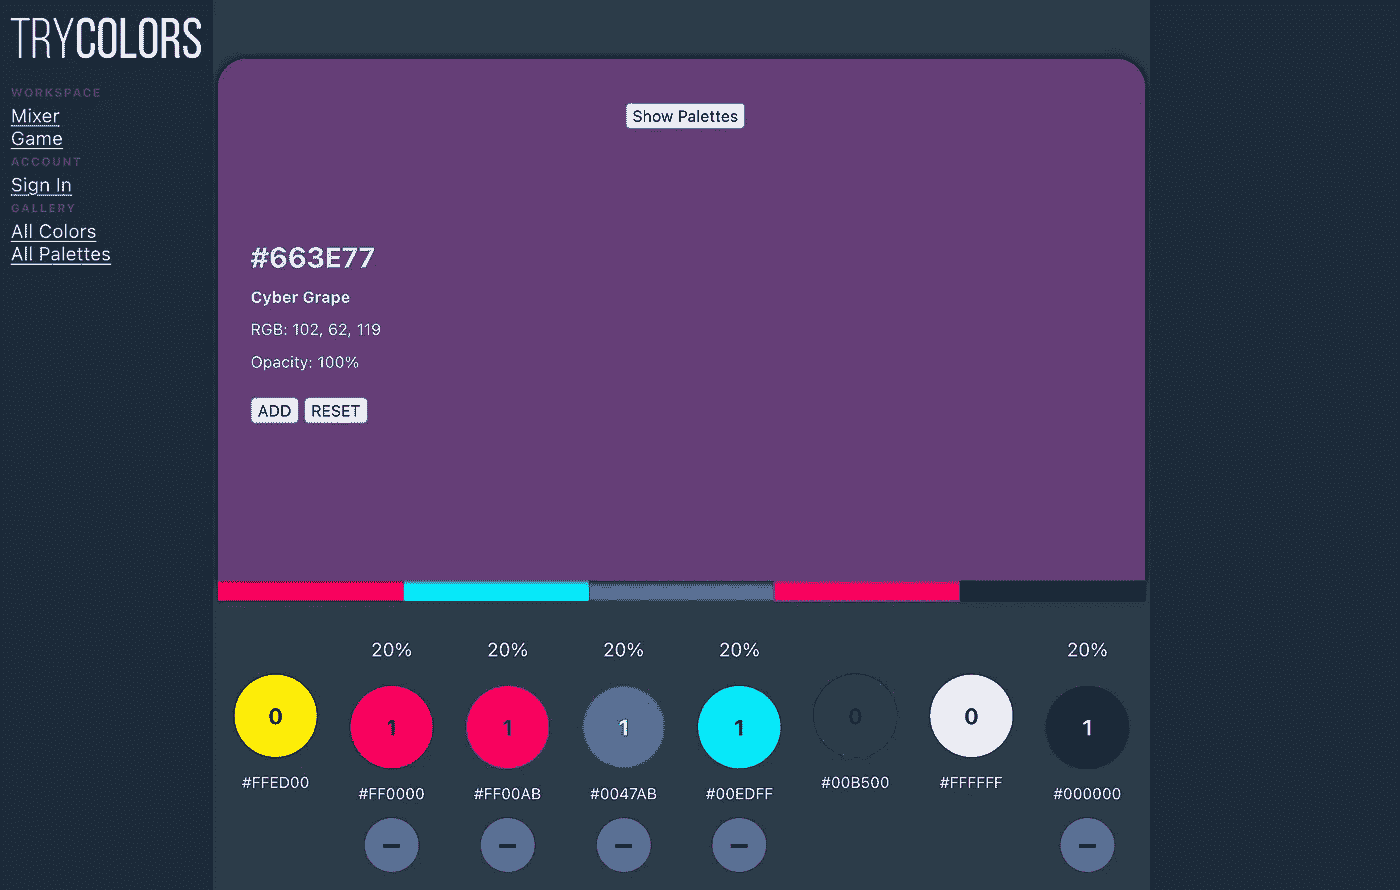 TRYCOLORS
WORKSPACE
Mixer
Game
ACCOUNT
Sign In
GALLERY
All Colors
All Palettes
Show Palettes
#663E77
Cyber Grape
RGB: 102, 62, 119
Opacity: 100%
ADD RESET
20% 20% 20% 20% 20%
0 1 1 1 1 0 0 1
#FFED00 #FF0000 #FF00AB #0047AB #00EDFF #00B500 #FFFFFF #000000
− − − − −